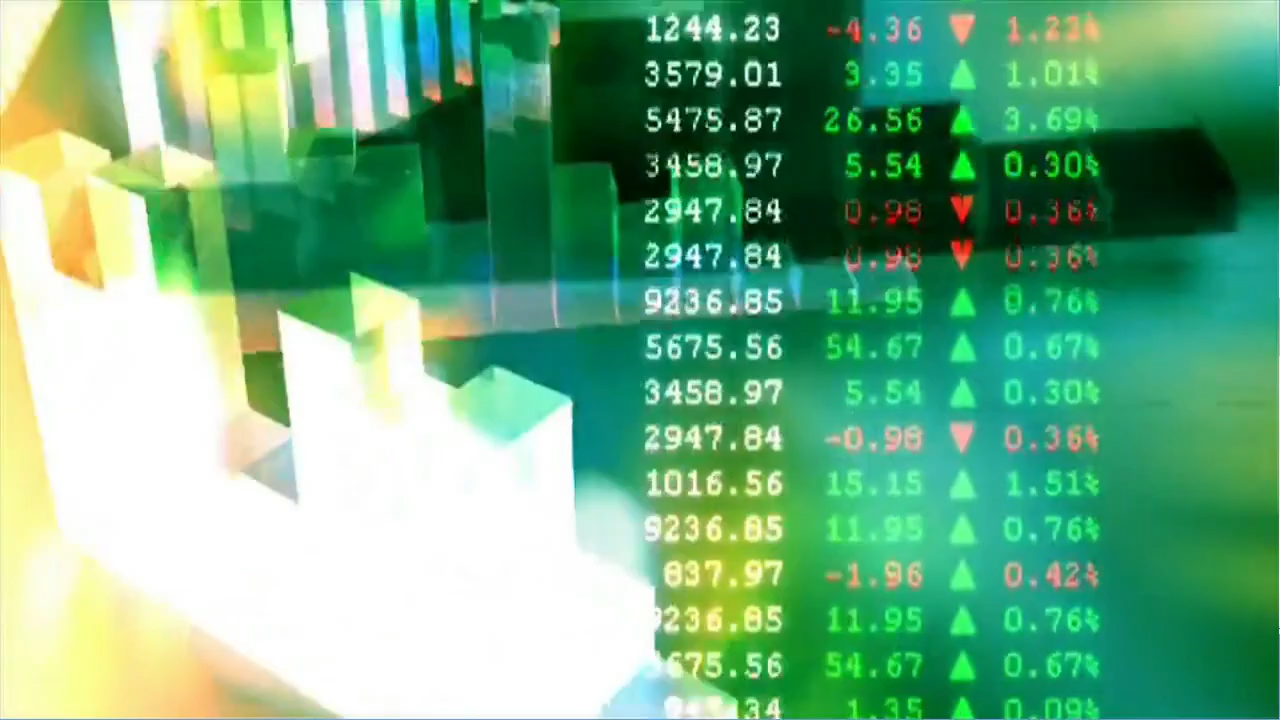 1244.23 -4.36 ▼ 1.23%
3579.01 3.35 ▲ 1.01%
5475.87 26.56 ▲ 3.69%
3458.97 5.54 ▲ 0.30%
2947.84 0.98 ▼ 0.36%
2947.84 0.98 ▼ 0.36%
9236.85 11.95 ▲ 0.76%
5675.56 54.67 ▲ 0.67%
3458.97 5.54 ▲ 0.30%
2947.84 -0.98 ▼ 0.36%
1016.56 15.15 ▲ 1.51%
9236.85 11.95 ▲ 0.76%
837.97 -1.96 ▲ 0.42%
9236.85 11.95 ▲ 0.76%
5675.56 54.67 ▲ 0.67%
1.35 ▲ 0.09%